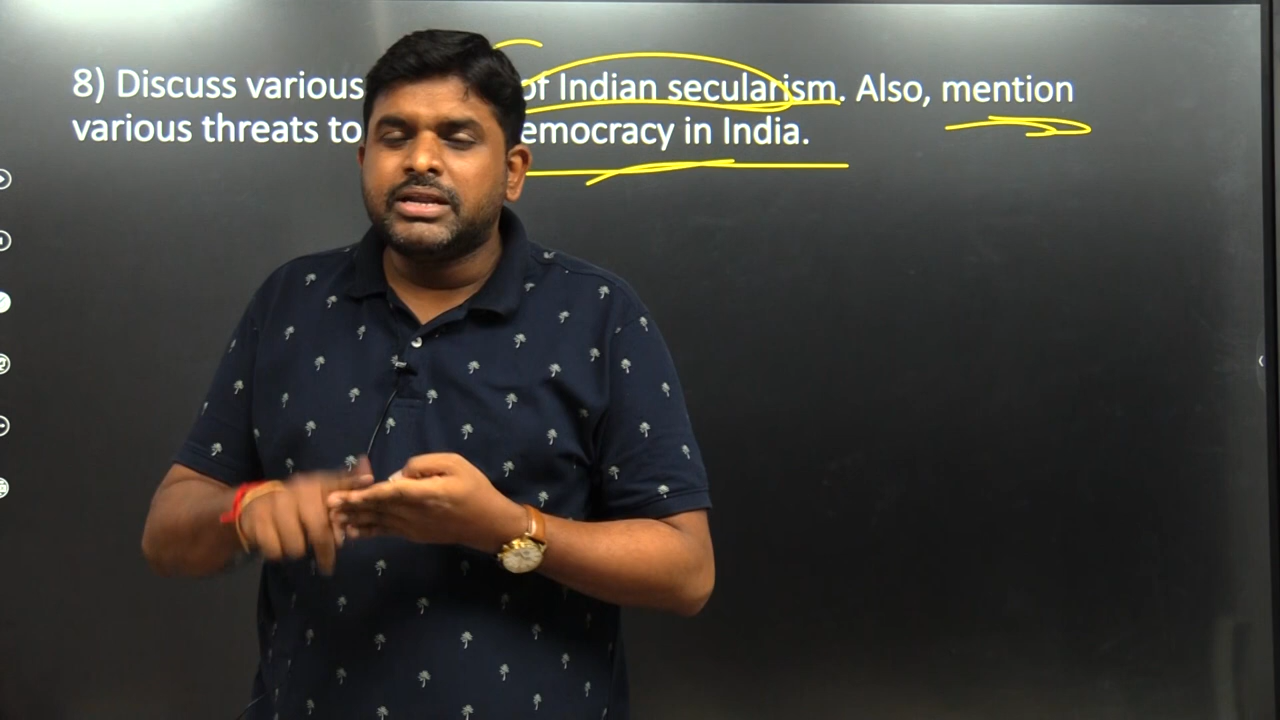 8) Discuss various of Indian secularism. Also, mention
various threats to emocracy in India.